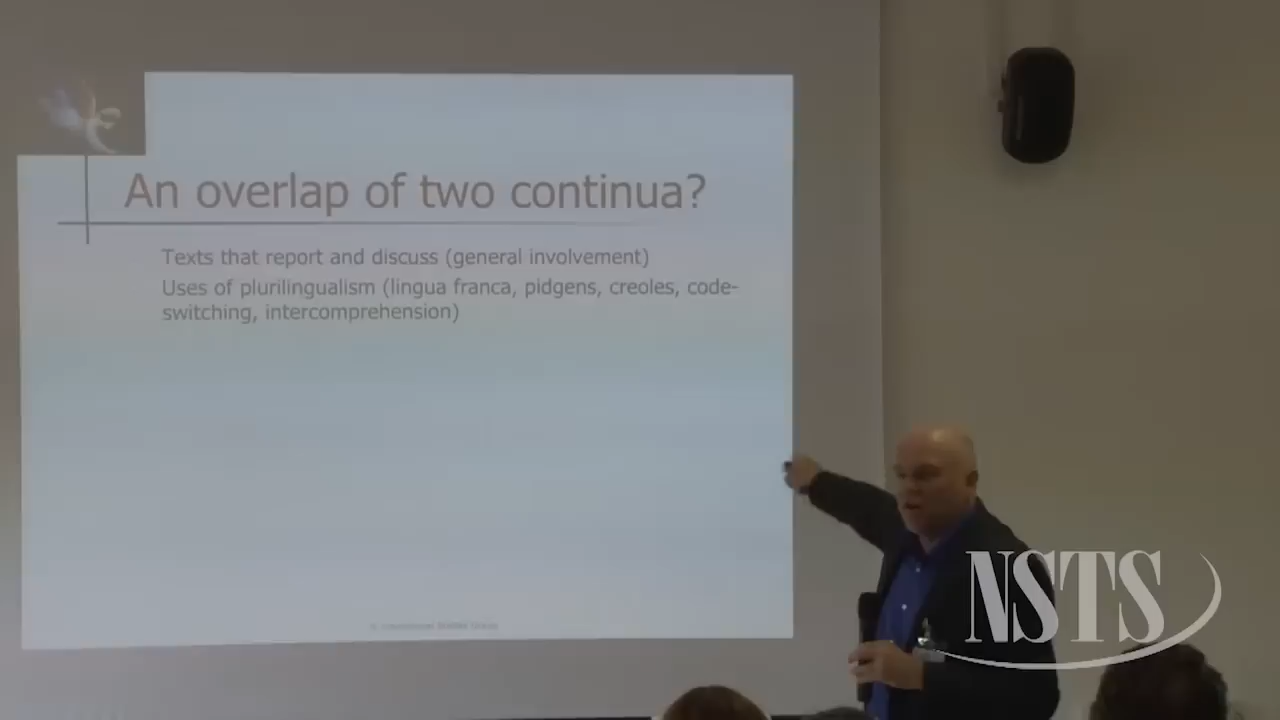 An overlap of two continua?
Texts that report and discuss (general involvement)
Uses of plurilingualism (lingua franca, pidgens, creoles, code-
switching, intercomprehension)
NSTS